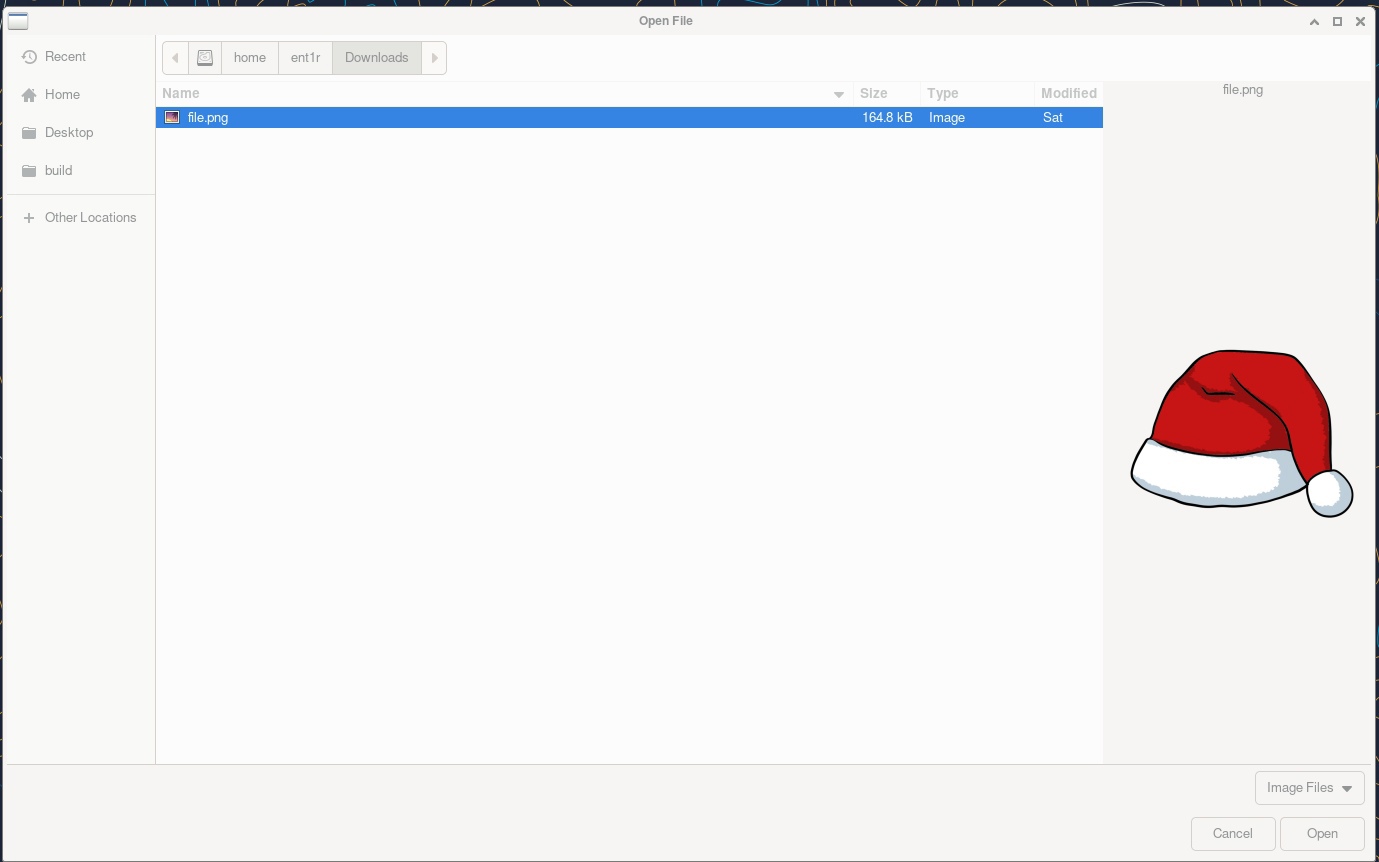 Open File
Recent
Home
Desktop
build
Other Locations
home ent1r Downloads
Name Size Type Modified
file.png 164.8 kB Image Sat
file.png
Image Files
Cancel Open